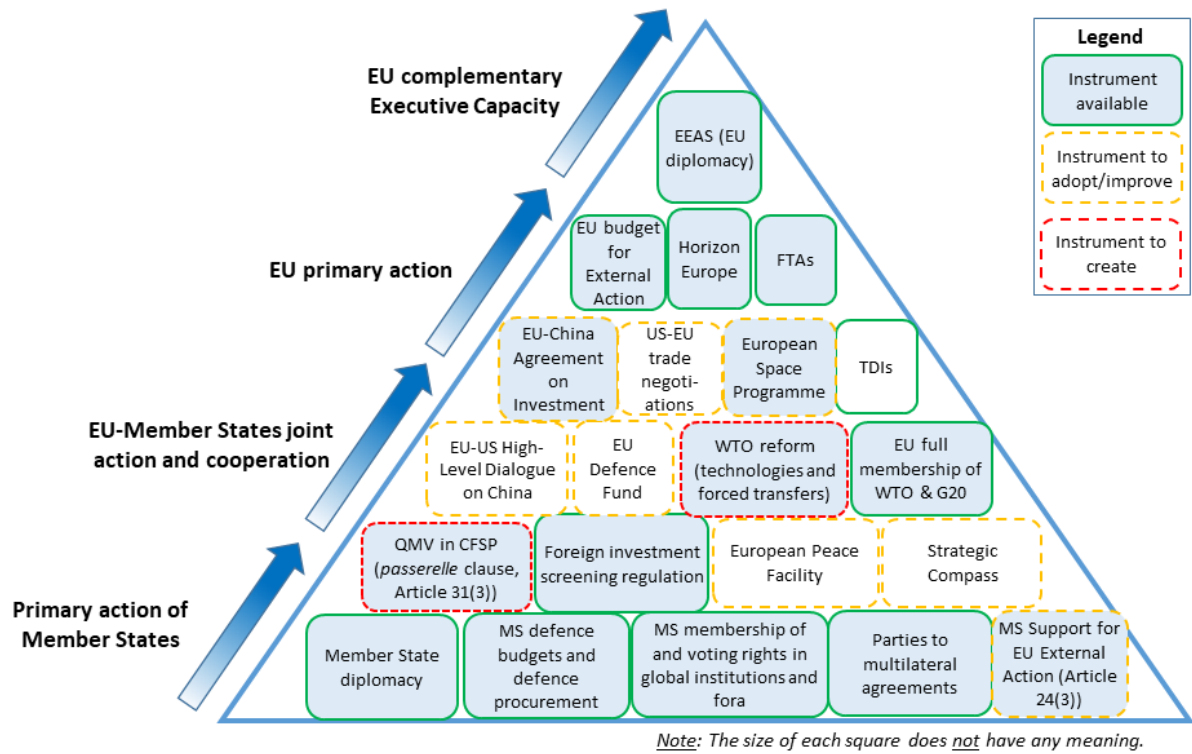 EU complementary
Executive Capacity
EU primary action
EU-Member States joint
action and cooperation
Primary action of
Member States
Legend
Instrument
available
Instrument to
adopt/improve
Instrument to
create
EEAS (EU
diplomacy)
EU budget
for
External
Action
Horizon
Europe
FTAs
EU-China
Agreement
on
Investment
US-EU
trade
negoti-
ations
European
Space
Programme
TDIs
EU-US High-
Level Dialogue
on China
EU
Defence
Fund
WTO reform
(technologies and
forced transfers)
EU full
membership of
WTO & G20
QMV in CFSP
(passerelle clause,
Article 31(3))
Foreign investment
screening regulation
European Peace
Facility
Strategic
Compass
Member State
diplomacy
MS defence
budgets and
defence
procurement
MS membership of
and voting rights in
global institutions and
fora
Parties to
multilateral
agreements
MS Support for
EU External
Action (Article
24(3))
Note: The size of each square does not have any meaning.